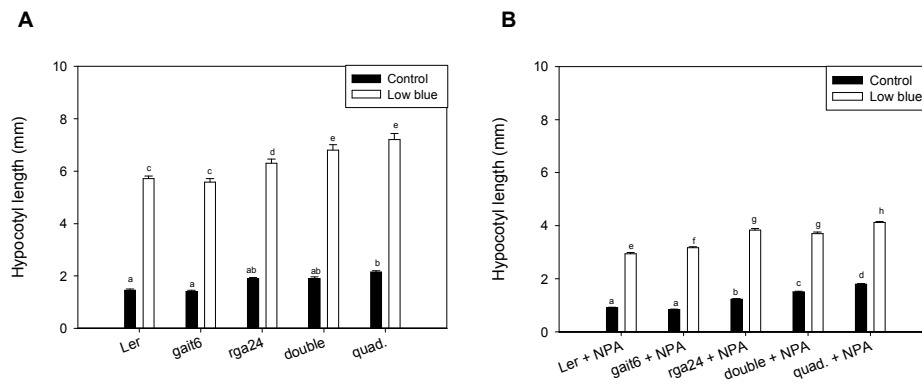 A
Hypocotyl length (mm)
10
8
6
4
2
0
Control
Low blue
a
c
a
c
ab
d
ab
e
b
e
Ler
gait6
rga24
double
quad.
B
Hypocotyl length (mm)
10
8
6
4
2
0
Control
Low blue
a
e
a
f
b
g
c
g
d
h
Ler + NPA
gait6 + NPA
rga24 + NPA
double + NPA
quad. + NPA